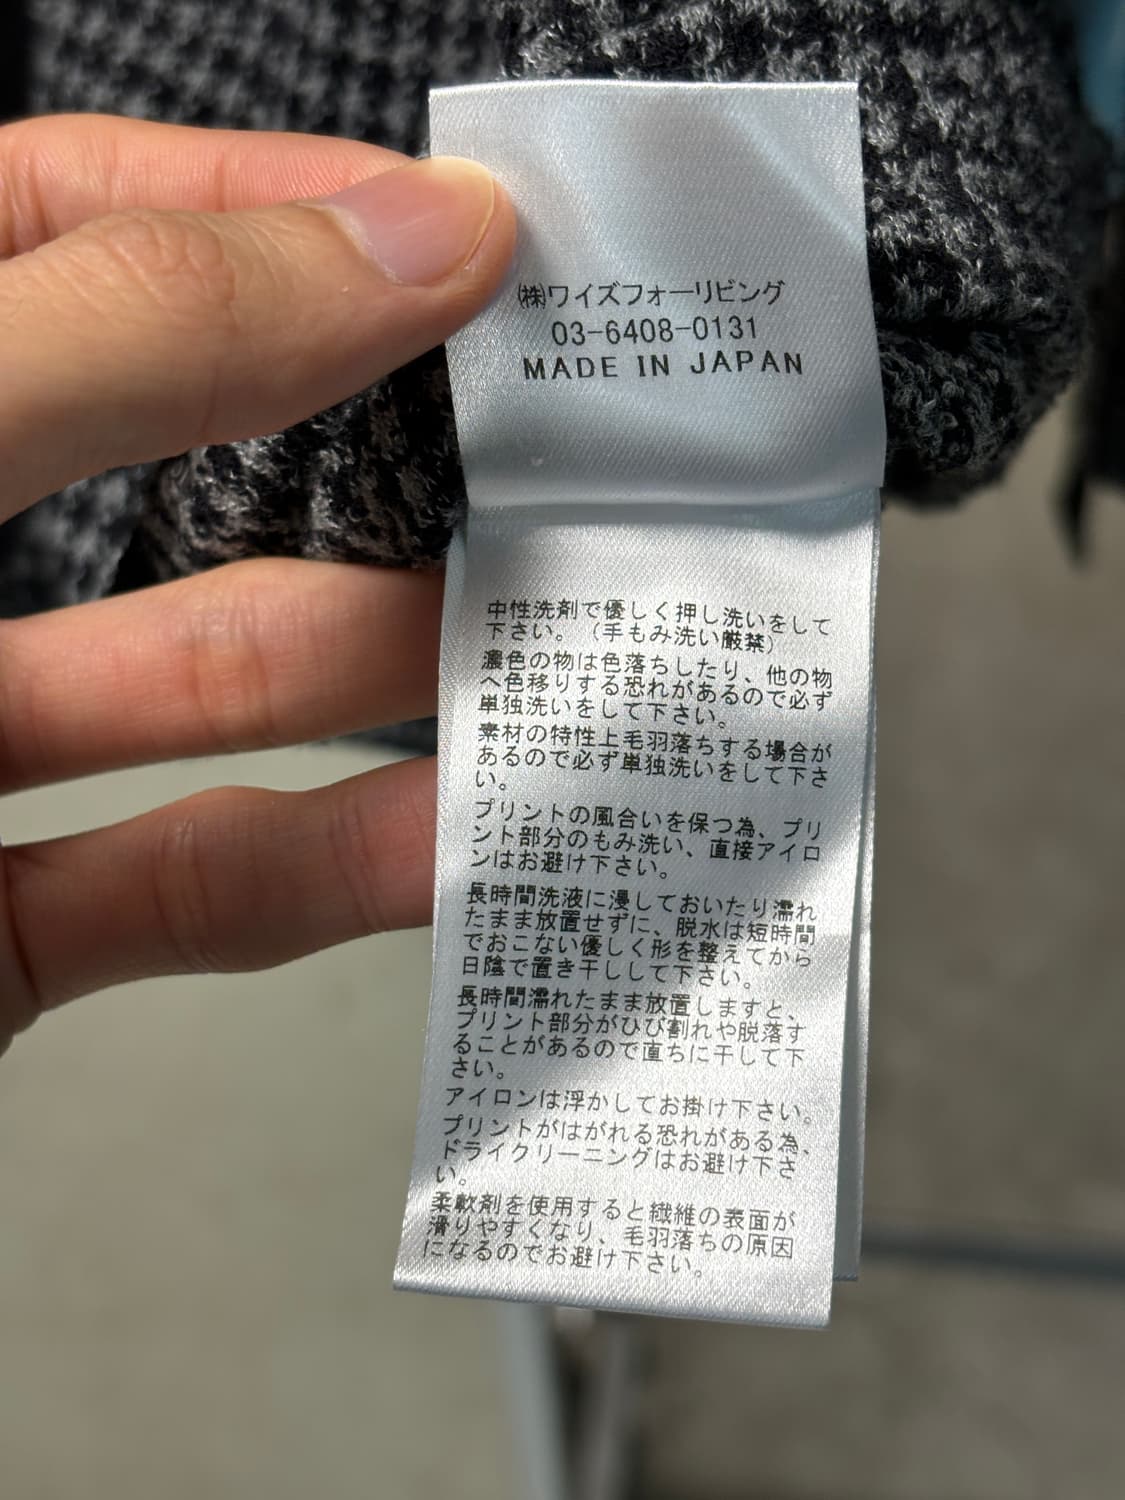 ㈱ワイズフォーリビング
03-6408-0131
MADE IN JAPAN
中性洗剤で優しく押し洗いをして
下さい。（手もみ洗い厳禁）
濃色の物は色落ちしたり、他の物
へ色移りする恐れがあるので必ず
単独洗いをして下さい。
素材の特性上毛羽落ちする場合が
あるので必ず単独洗いをして下さ
い。
プリントの風合いを保つ為、プリ
ント部分のもみ洗い、直接アイロ
ンはお避け下さい。
長時間洗液に浸しておいたり濡れ
たまま放置せずに、脱水は短時間
でおこない優しく形を整えてから
日陰で置き干しして下さい。
長時間濡れたまま放置しますと、
プリント部分がひび割れや脱落す
ることがあるので直ちに干して下
さい。
アイロンは浮かしてお掛け下さい。
プリントがはがれる恐れがある為、
ドライクリーニングはお避け下さ
い。
柔軟剤を使用すると繊維の表面が
滑りやすくなり、毛羽落ちの原因
になるのでお避け下さい。